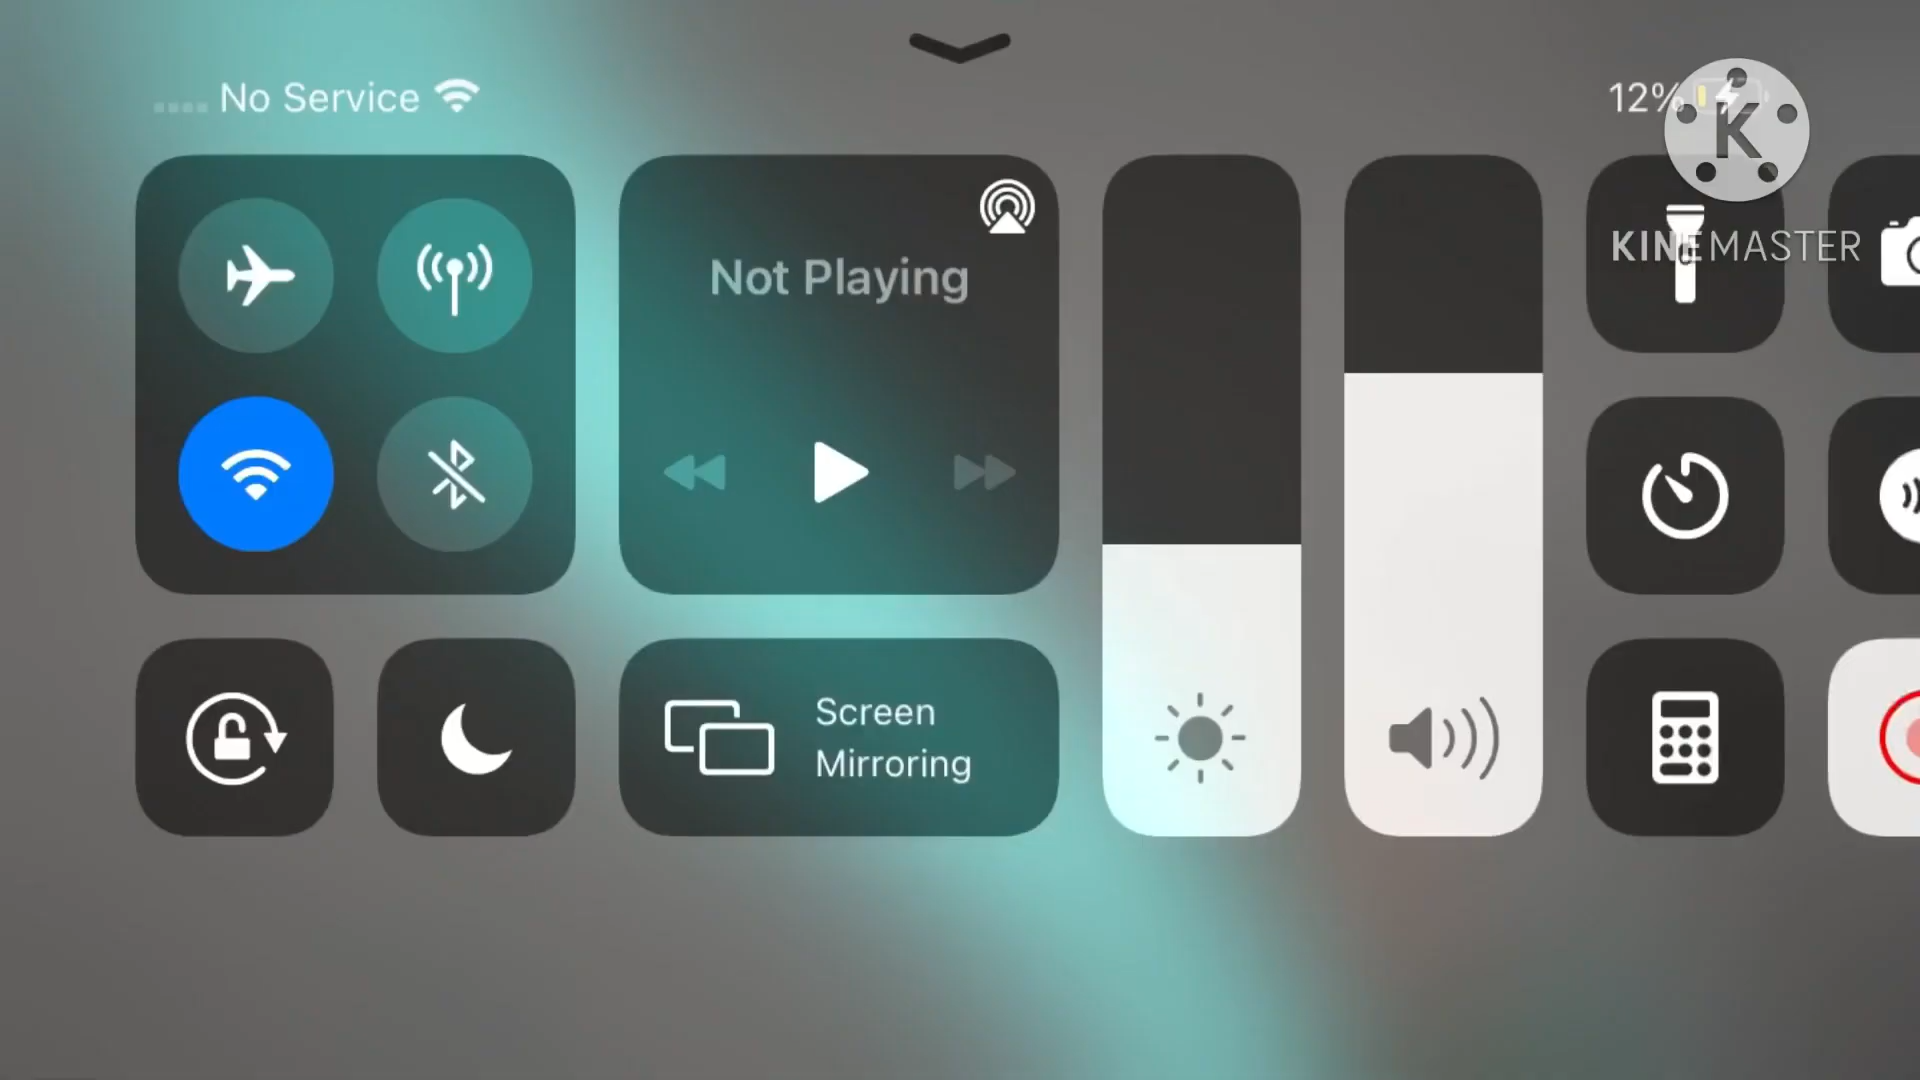 No Service
12%
K
KINEMASTER
Not Playing
Screen
Mirroring